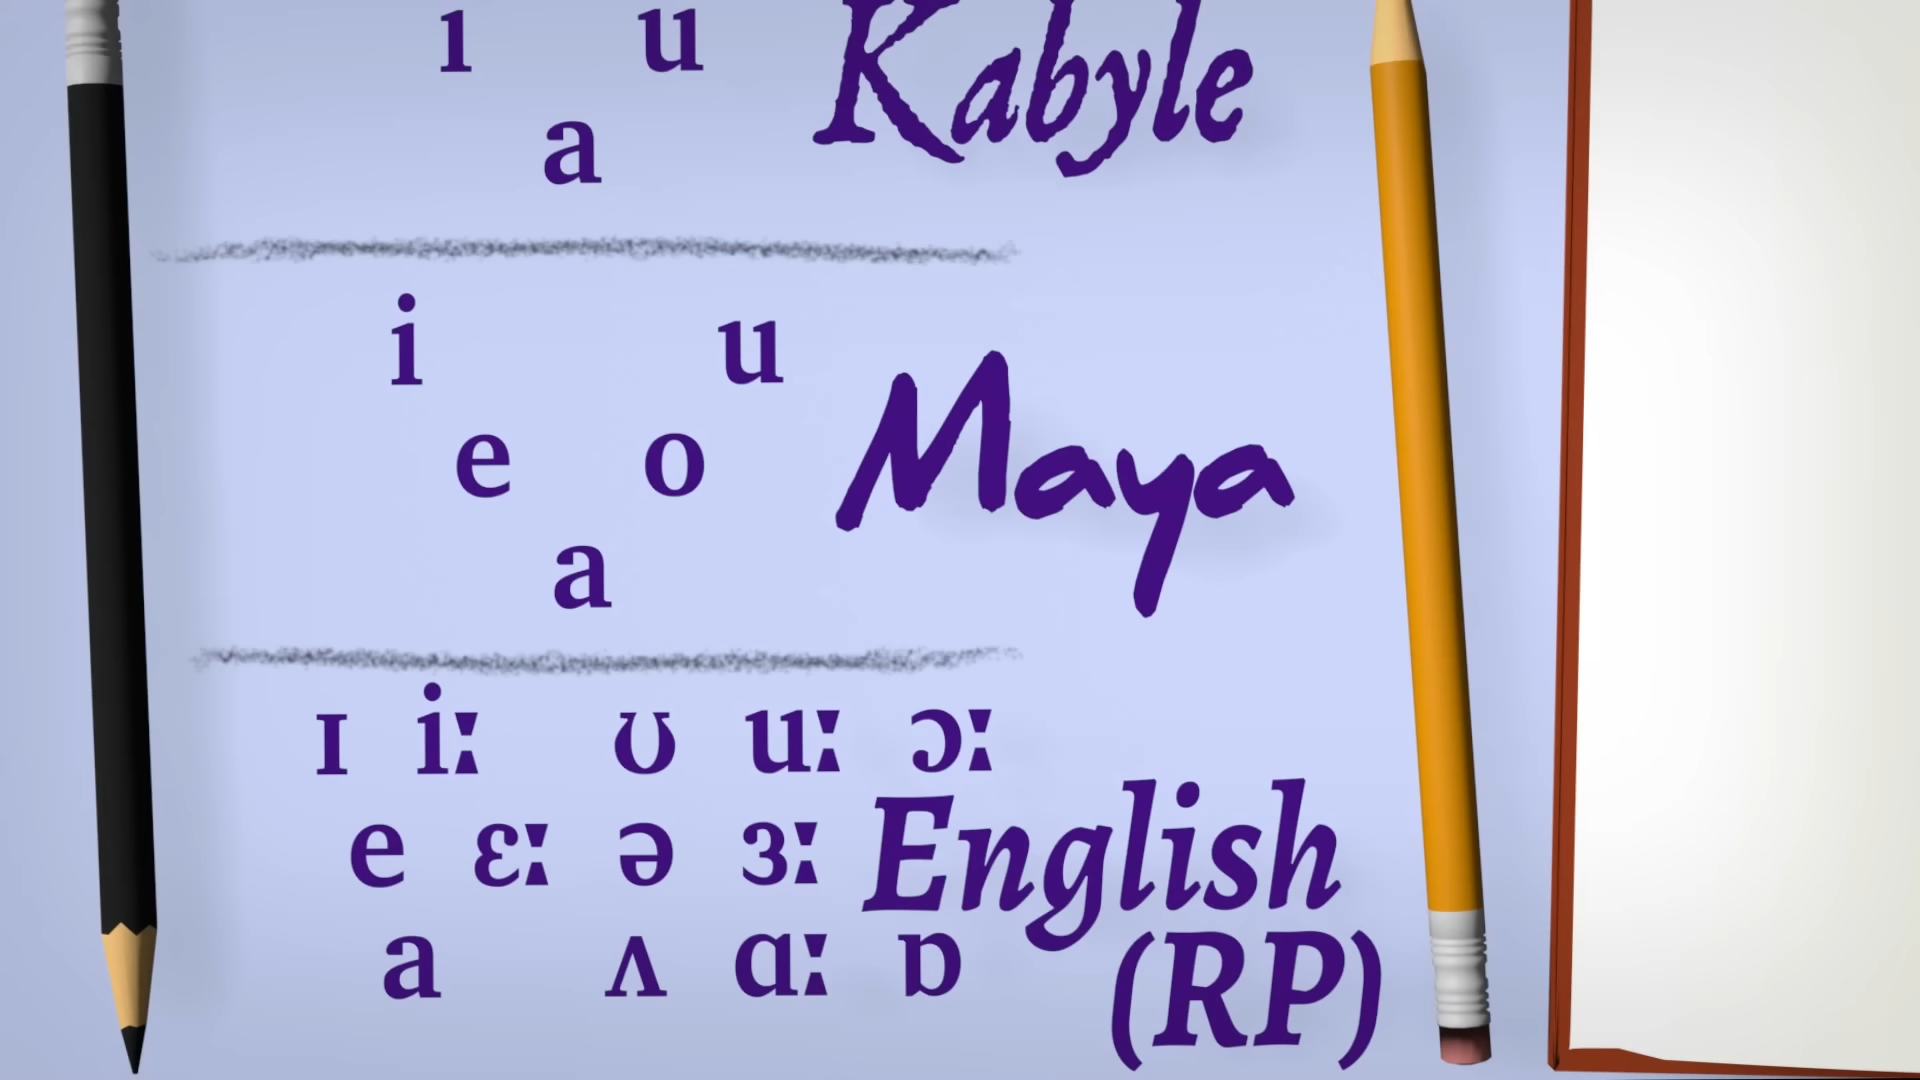 i u
a
Kabyle
i u
e o
a
Maya
ɪ iː ʊ uː ɔː
e ɛː ə ɜː
a ʌ ɑː ɒ
English
(RP)